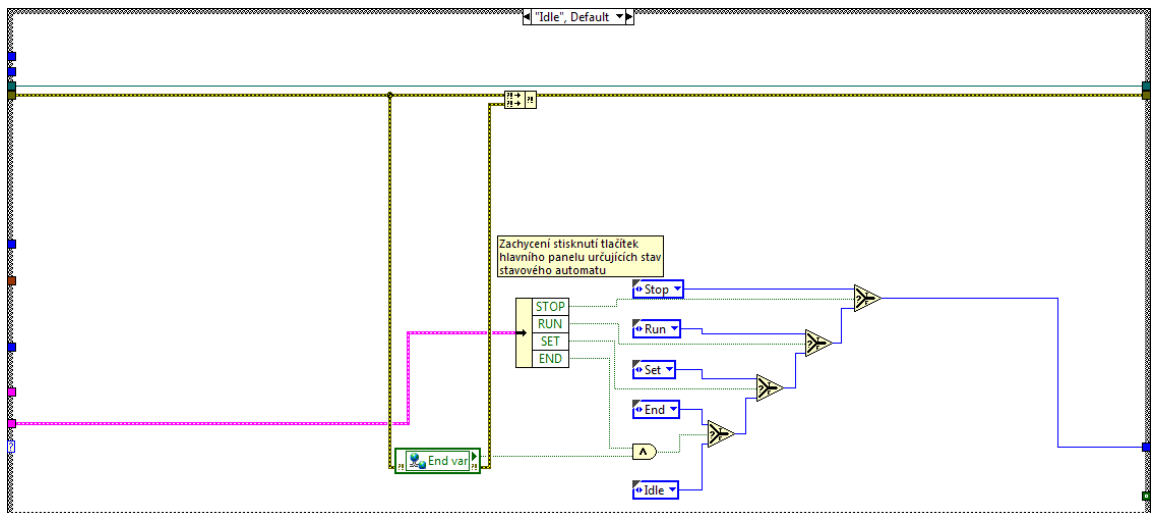 "Idle", Default
Zachycení stisknutí tlačítek
hlavního panelu určujících stav
stavového automatu
Stop
STOP
RUN
Run
SET
END
Set
End
End var
Idle